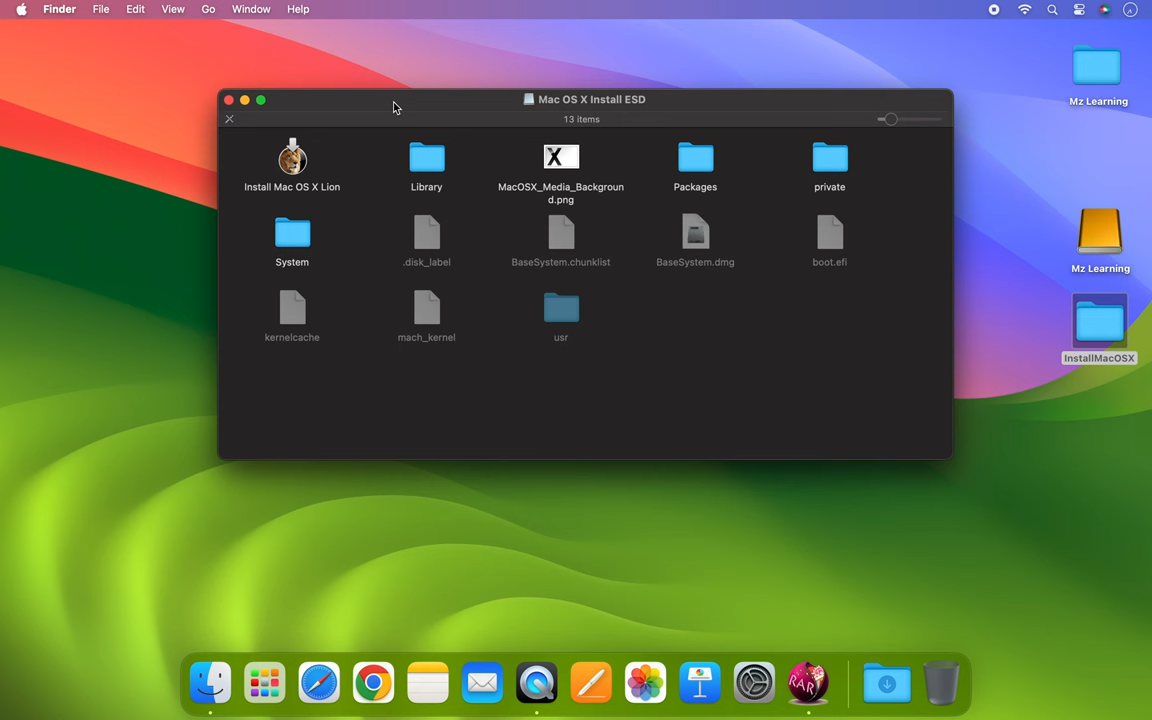 Finder File Edit View Go Window Help
Mac OS X Install ESD
13 items
Install Mac OS X Lion
Library
MacOSX_Media_Backgroun
d.png
Packages
private
System
.disk_label
BaseSystem.chunklist
BaseSystem.dmg
boot.efi
kernelcache
mach_kernel
usr
Mz Learning
Mz Learning
InstallMacOSX
X
RAR